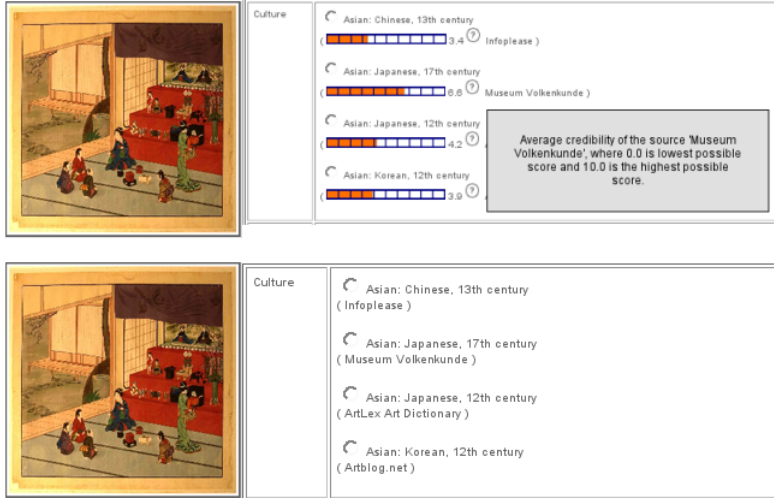 Culture
Asian: Chinese, 13th century
( 3.4 ? Infoplease )
Asian: Japanese, 17th century
( 6.6 ? Museum Volkenkunde )
Asian: Japanese, 12th century
( 4.2 ?
Asian: Korean, 12th century
( 3.9 ?
Average credibility of the source 'Museum
Volkenkunde', where 0.0 is lowest possible
score and 10.0 is the highest possible
score.
Culture
Asian: Chinese, 13th century
( Infoplease )
Asian: Japanese, 17th century
( Museum Volkenkunde )
Asian: Japanese, 12th century
( ArtLex Art Dictionary )
Asian: Korean, 12th century
( Artblog.net )